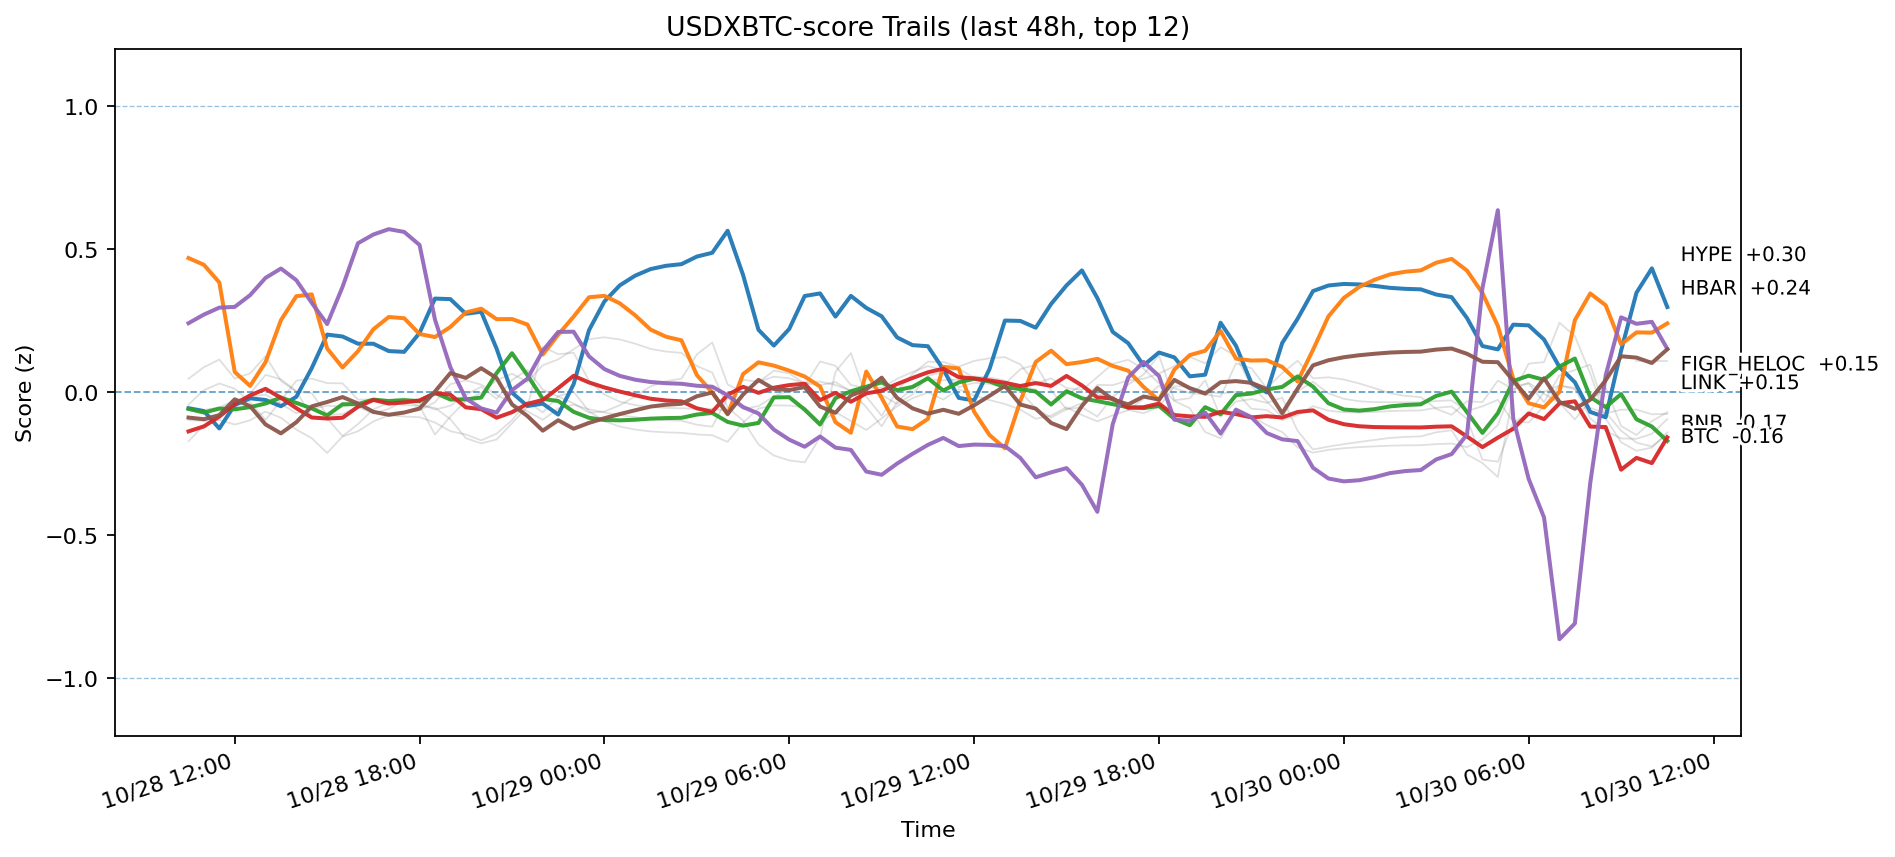 USDXBTC-score Trails (last 48h, top 12)
Score (z)
1.0
0.5
0.0
−0.5
−1.0
HYPE +0.30
HBAR +0.24
FIGR_HELOC +0.15
LINK +0.15
BNB -0.17
BTC -0.16
10/28 12:00
10/28 18:00
10/29 00:00
10/29 06:00
10/29 12:00
10/29 18:00
10/30 00:00
10/30 06:00
10/30 12:00
Time